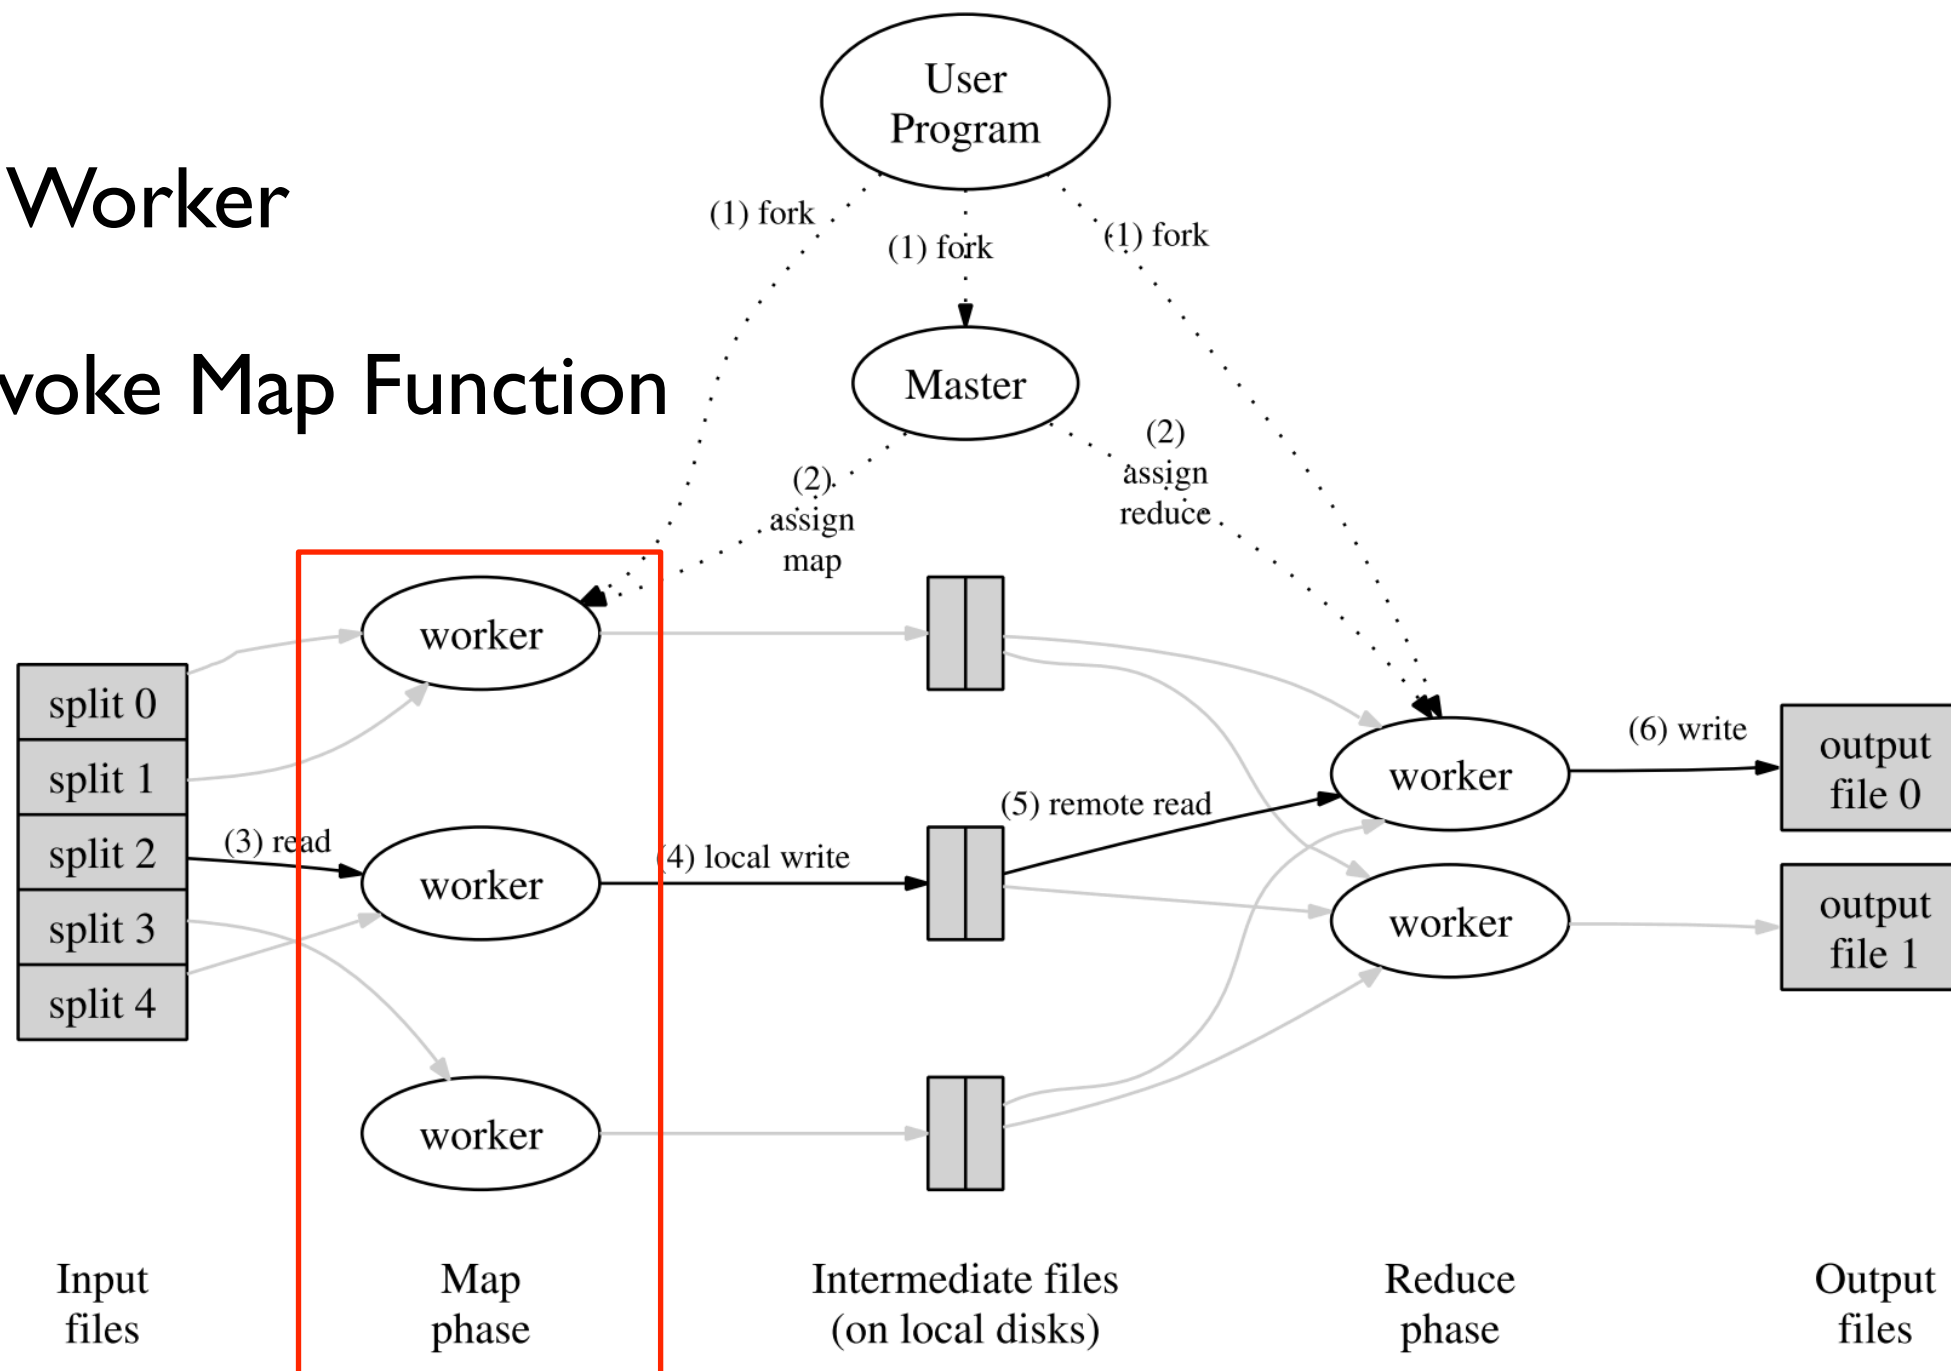 User
Program
Worker
(1) fork
(1) fork
(1) fork
voke Map Function
Master
(2)
assign
map
(2)
assign
reduce
worker
split 0
split 1
split 2
split 3
split 4
(3) read
worker
(4) local write
worker
(5) remote read
worker
worker
(6) write
output
file 0
output
file 1
Input
files
Map
phase
Intermediate files
(on local disks)
Reduce
phase
Output
files